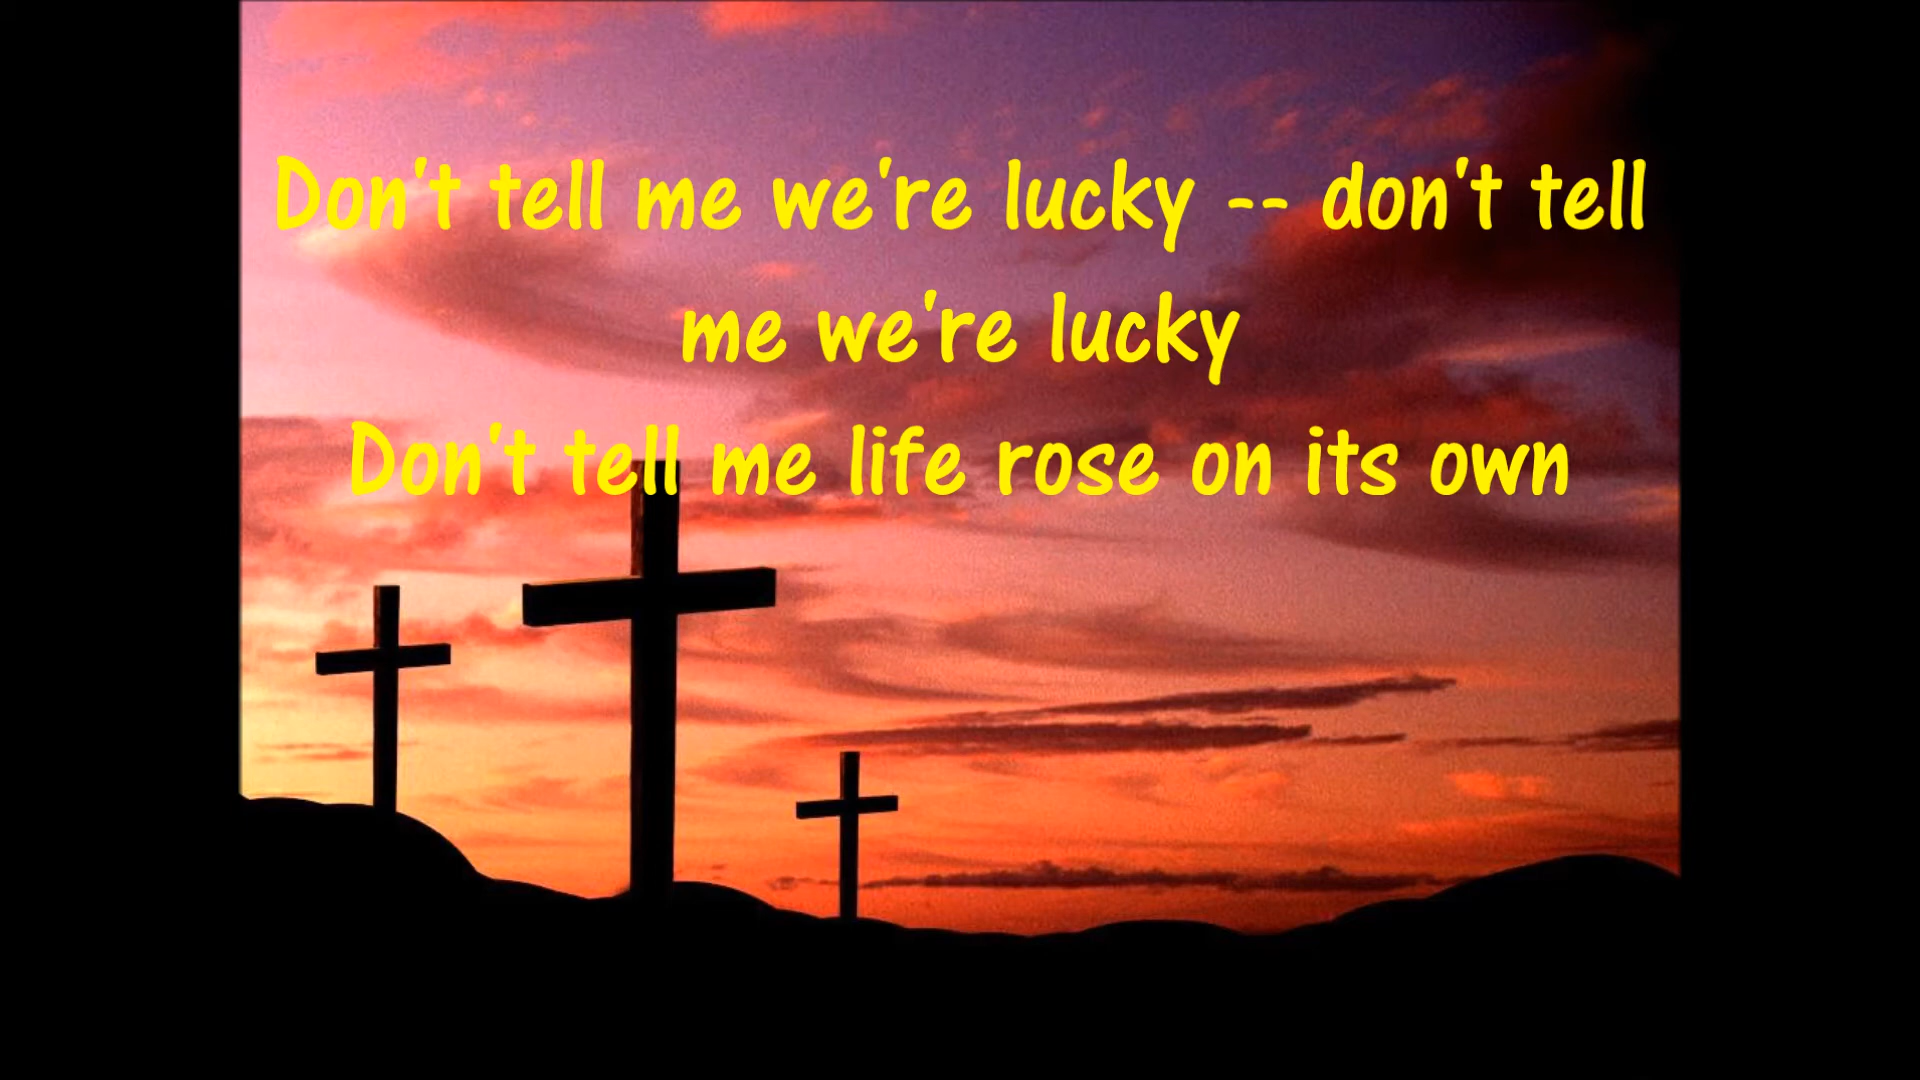 Don't tell me we're lucky -- don't tell
me we're lucky
Don't tell me life rose on its own